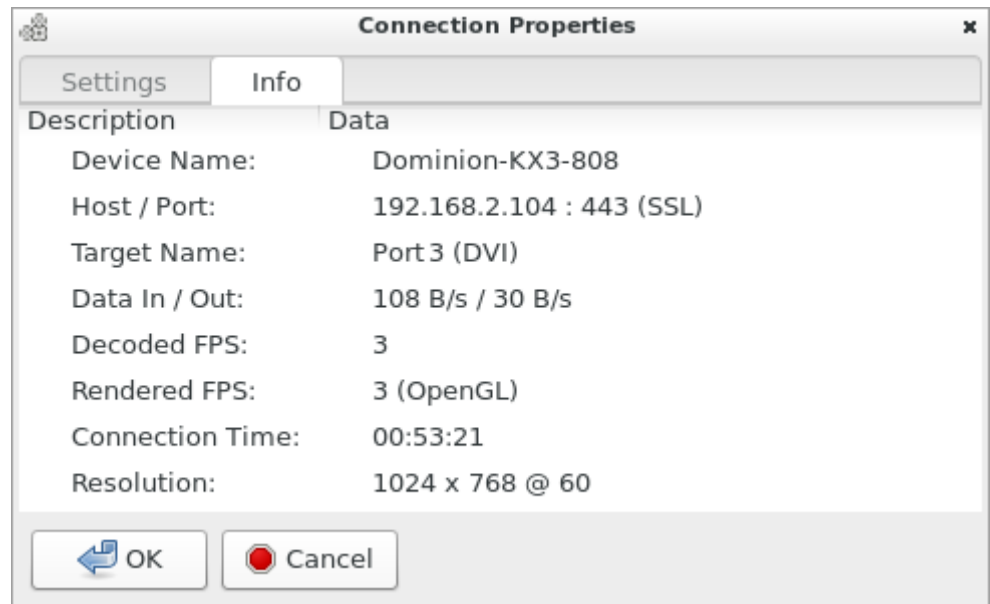 Connection Properties
Settings Info
Description Data
Device Name: Dominion-KX3-808
Host / Port: 192.168.2.104 : 443 (SSL)
Target Name: Port 3 (DVI)
Data In / Out: 108 B/s / 30 B/s
Decoded FPS: 3
Rendered FPS: 3 (OpenGL)
Connection Time: 00:53:21
Resolution: 1024 x 768 @ 60
OK Cancel